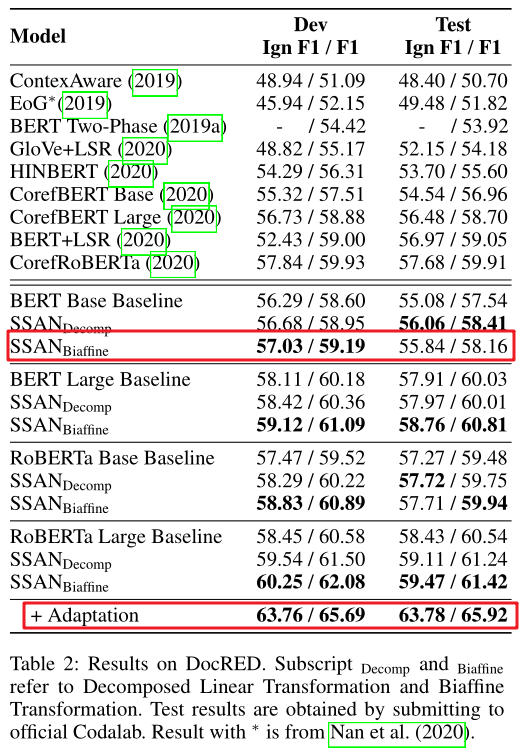 Model Dev Test
Ign F1 / F1 Ign F1 / F1
ContexAware (2019) 48.94 / 51.09 48.40 / 50.70
EoG* (2019) 45.94 / 52.15 49.48 / 51.82
BERT Two-Phase (2019a) - / 54.42 - / 53.92
GloVe+LSR (2020) 48.82 / 55.17 52.15 / 54.18
HINBERT (2020) 54.29 / 56.31 53.70 / 55.60
CorefBERT Base (2020) 55.32 / 57.51 54.54 / 56.96
CorefBERT Large (2020) 56.73 / 58.88 56.48 / 58.70
BERT+LSR (2020) 52.43 / 59.00 56.97 / 59.05
CorefRoBERTa (2020) 57.84 / 59.93 57.68 / 59.91
BERT Base Baseline 56.29 / 58.60 55.08 / 57.54
SSAN Decomp 56.68 / 58.95 56.06 / 58.41
SSAN Biaffine 57.03 / 59.19 55.84 / 58.16
BERT Large Baseline 58.11 / 60.18 57.91 / 60.03
SSAN Decomp 58.42 / 60.36 57.97 / 60.01
SSAN Biaffine 59.12 / 61.09 58.76 / 60.81
RoBERTa Base Baseline 57.47 / 59.52 57.27 / 59.48
SSAN Decomp 58.29 / 60.22 57.72 / 59.75
SSAN Biaffine 58.83 / 60.89 57.71 / 59.94
RoBERTa Large Baseline 58.45 / 60.58 58.43 / 60.54
SSAN Decomp 59.54 / 61.50 59.11 / 61.24
SSAN Biaffine 60.25 / 62.08 59.47 / 61.42
+ Adaptation 63.76 / 65.69 63.78 / 65.92
Table 2: Results on DocRED. Subscript Decomp and Biaffine
refer to Decomposed Linear Transformation and Biaffine
Transformation. Test results are obtained by submitting to
official Codalab. Result with * is from Nan et al. (2020).